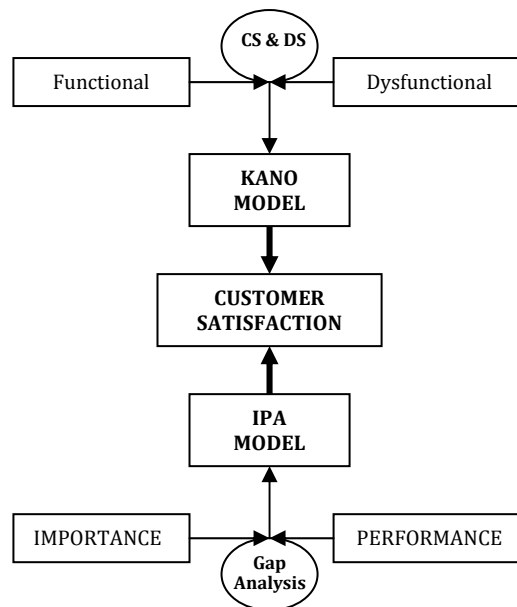 CS & DS
Functional
Dysfunctional
KANO
MODEL
CUSTOMER
SATISFACTION
IPA
MODEL
IMPORTANCE
PERFORMANCE
Gap
Analysis